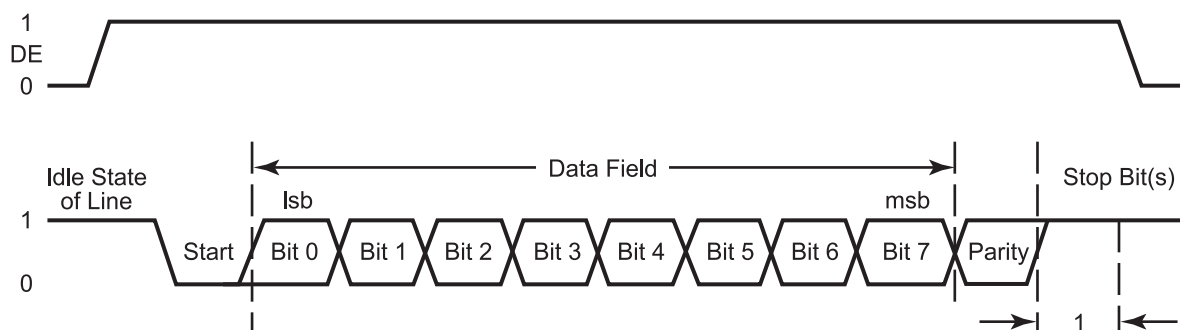 1
DE
0
Data Field
Idle State
of Line
Stop Bit(s)
lsb
msb
1
Start
Bit 0
Bit 1
Bit 2
Bit 3
Bit 4
Bit 5
Bit 6
Bit 7
Parity
0
1